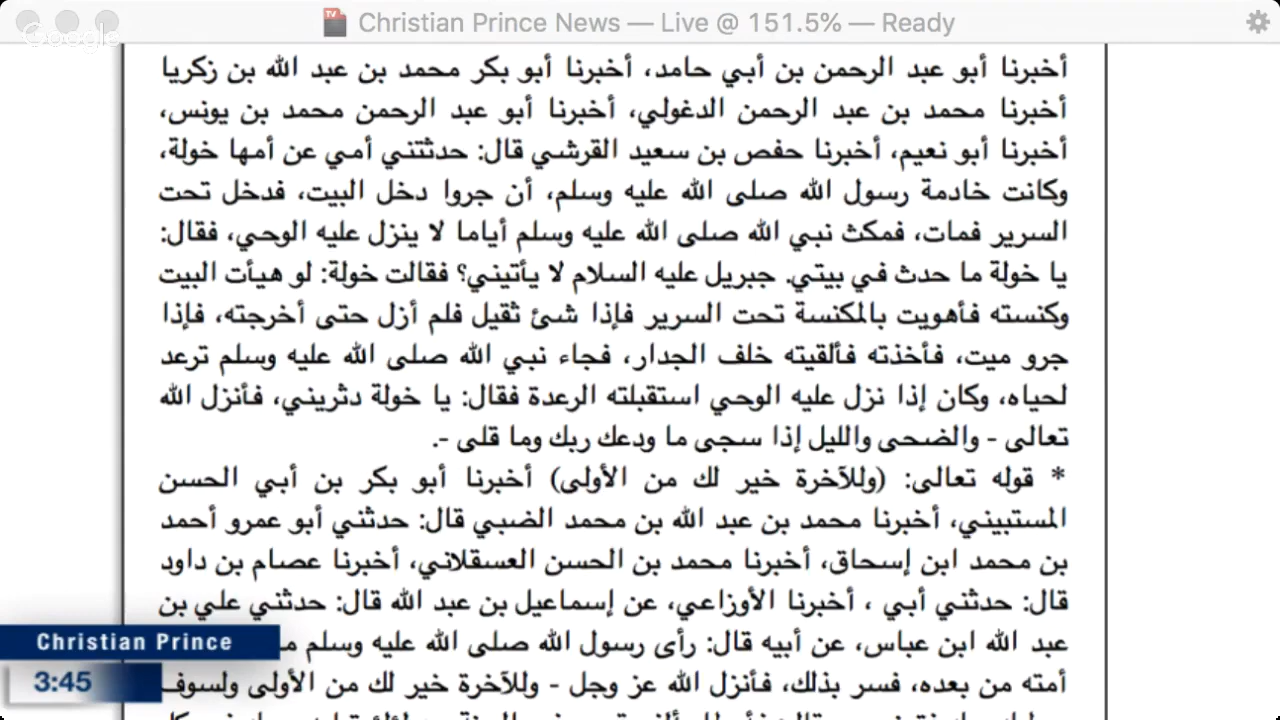 Christian Prince News — Live @ 151.5% — Ready
Google
أخبرنا أبو عبد الرحمن بن أبي حامد، أخبرنا أبو بكر محمد بن عبد الله بن زكريا
أخبرنا محمد بن عبد الرحمن الدغولي، أخبرنا أبو عبد الرحمن محمد بن يونس،
أخبرنا أبو نعيم، أخبرنا حفص بن سعيد القرشي قال: حدثتني أمي عن أمها خولة،
وكانت خادمة رسول الله صلى الله عليه وسلم، أن جروا دخل البيت، فدخل تحت
السرير فمات، فمكث نبي الله صلى الله عليه وسلم أياما لا ينزل عليه الوحي، فقال:
يا خولة ما حدث في بيتي. جبريل عليه السلام لا يأتيني؟ فقالت خولة: لو هيأت البيت
وكنسته فأهويت بالمكنسة تحت السرير فإذا شئ ثقيل فلم أزل حتى أخرجته، فإذا
جرو ميت، فأخذته فألقيته خلف الجدار، فجاء نبي الله صلى الله عليه وسلم ترعد
لحياه، وكان إذا نزل عليه الوحي استقبلته الرعدة فقال: يا خولة دثريني، فأنزل الله
تعالى - والضحى والليل إذا سجى ما ودعك ربك وما قلى -.
* قوله تعالى: (وللآخرة خير لك من الأولى) أخبرنا أبو بكر بن أبي الحسن
المستبيني، أخبرنا محمد بن عبد الله بن محمد الضبي قال: حدثني أبو عمرو أحمد
بن محمد ابن إسحاق، أخبرنا محمد بن الحسن العسقلاني، أخبرنا عصام بن داود
قال: حدثني أبي ، أخبرنا الأوزاعي، عن إسماعيل بن عبد الله قال: حدثني علي بن
عبد الله ابن عباس، عن أبيه قال: رأى رسول الله صلى الله عليه وسلم
أمته من بعده، فسر بذلك، فأنزل الله عز وجل - وللآخرة خير لك من الأولى ولسوف
Christian Prince
3:45